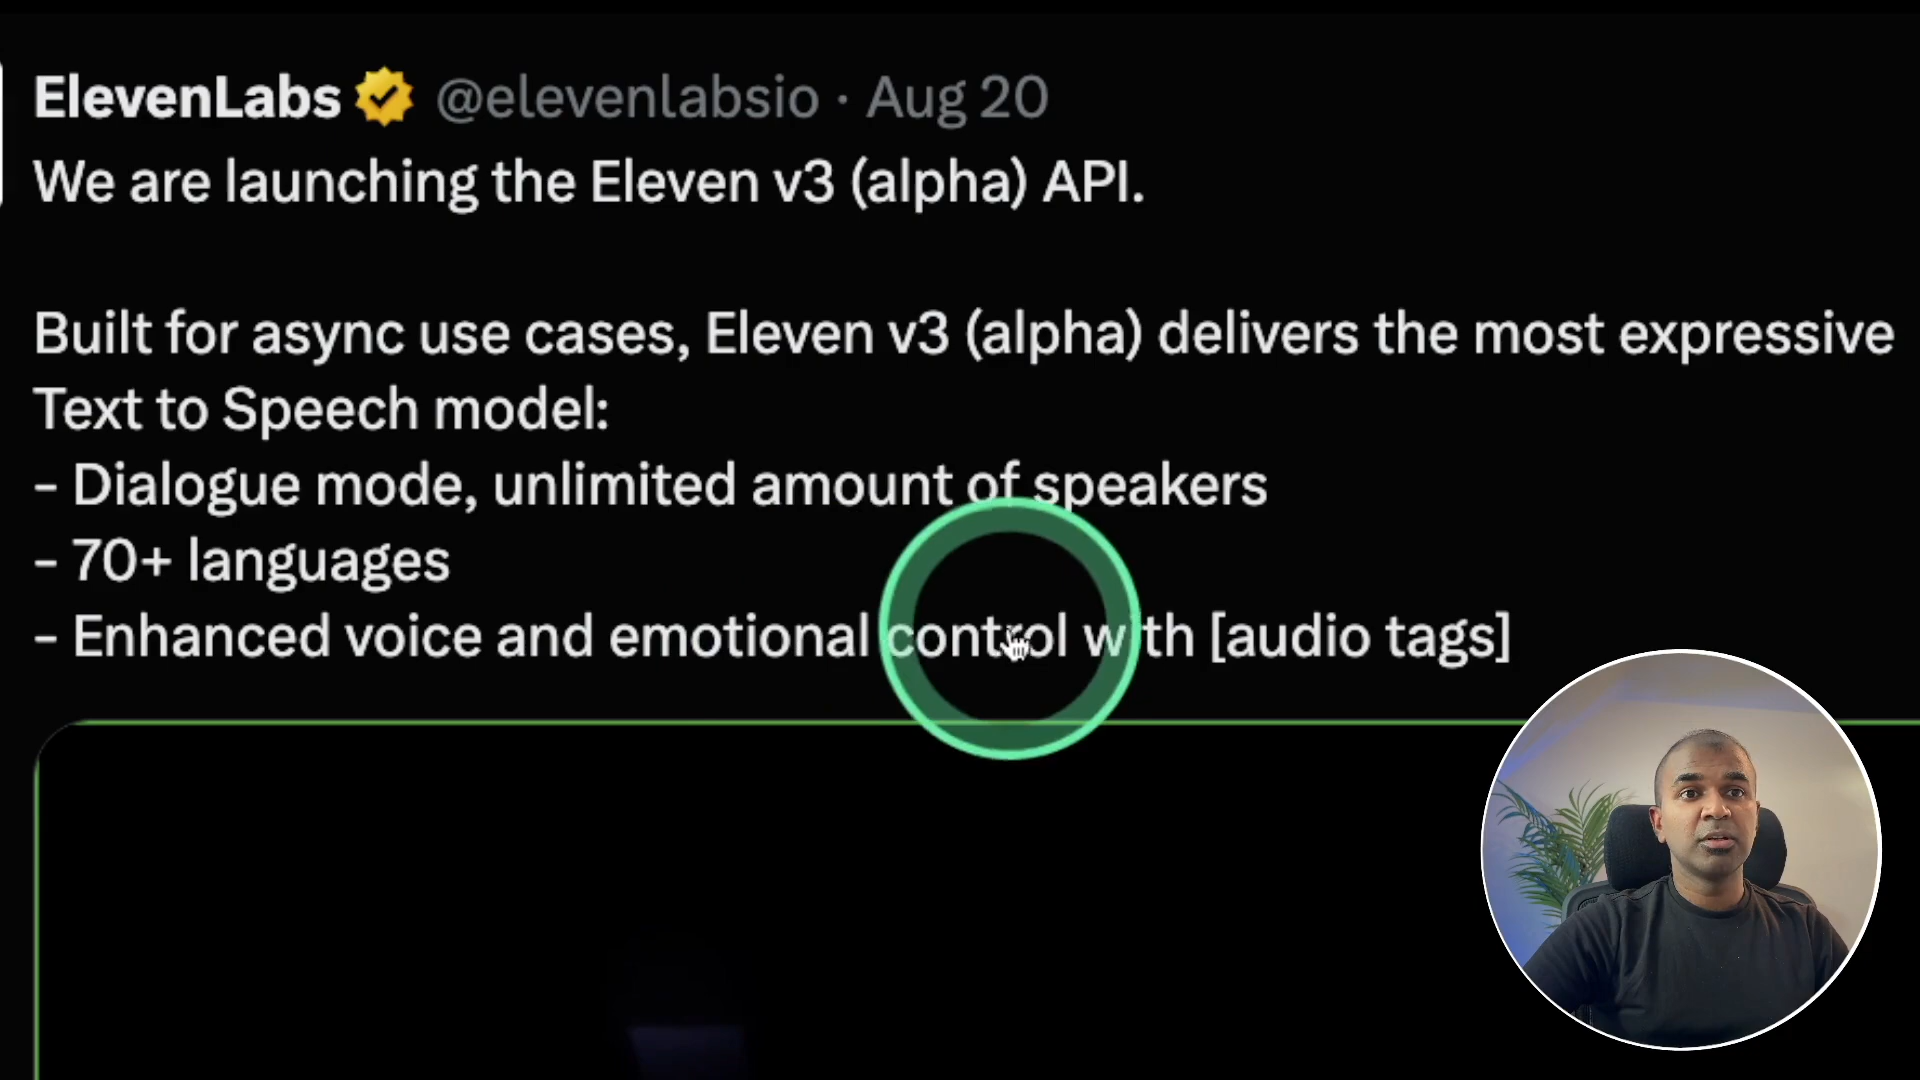 ElevenLabs @elevenlabsio · Aug 20
We are launching the Eleven v3 (alpha) API.
Built for async use cases, Eleven v3 (alpha) delivers the most expressive
Text to Speech model:
- Dialogue mode, unlimited amount of speakers
- 70+ languages
- Enhanced voice and emotional control with [audio tags]